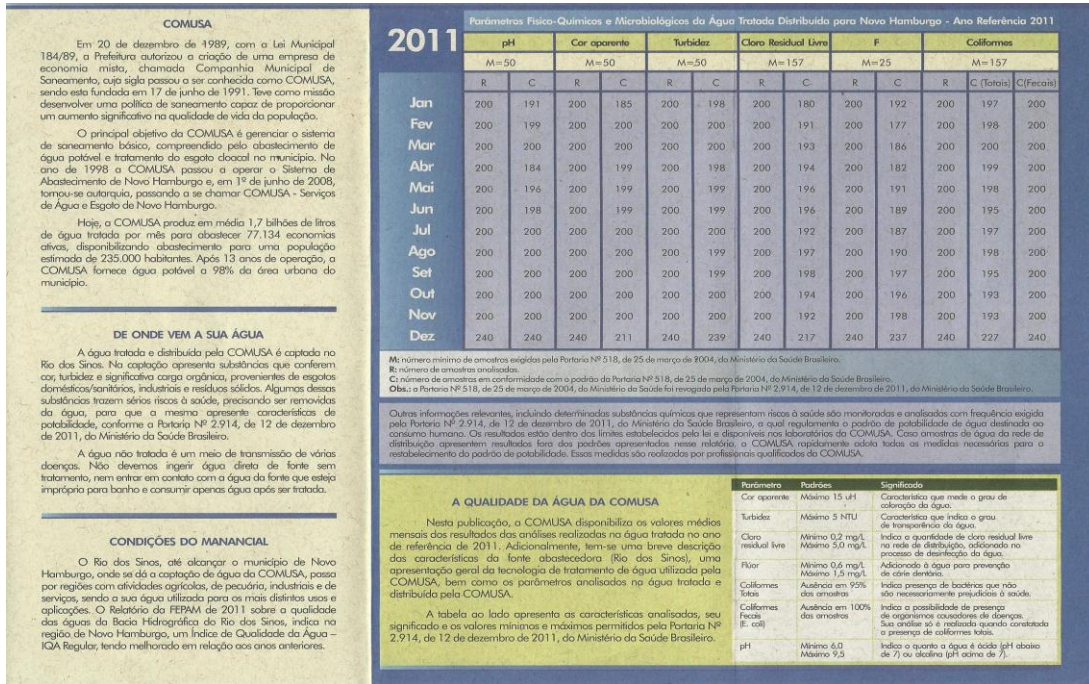 COMUSA
Em 20 de dezembro de 1989, com a Lei Municipal
184/89, a Prefeitura autorizou a criação de uma empresa de
economia mista, chamada Companhia Municipal de
Saneamento, cuja sigla passou a ser conhecida como COMUSA,
sendo esta fundada em 17 de junho de 1991. Teve como missão
desenvolver uma política de saneamento capaz de proporcionar
um aumento significativo na qualidade de vida da população.
O principal objetivo da COMUSA é gerenciar o sistema
de saneamento básico, compreendido pelo abastecimento de
água potável e tratamento do esgoto cloacal no município. No
ano de 1998 a COMUSA passou a operar o Sistema de
Abastecimento de Novo Hamburgo e, em 1º de junho de 2008,
tornou-se autarquia, passando a se chamar COMUSA - Serviços
de Água e Esgoto de Novo Hamburgo.
Hoje, a COMUSA produz em média 1,7 bilhões de litros
de água tratada por mês para abastecer 77.134 economias
ativas, disponibilizando abastecimento para uma população
estimada de 235.000 habitantes. Após 13 anos de operação, a
COMUSA fornece água potável a 98% da área urbana do
município.
DE ONDE VEM A SUA ÁGUA
A água tratada e distribuída pela COMUSA é captada no
Rio dos Sinos. Na captação apresenta substâncias que conferem
cor, turbidez e significativa carga orgânica, provenientes de esgotos
domésticos/sanitários, industriais e resíduos sólidos. Algumas dessas
substâncias trazem sérios riscos à saúde, precisando ser removidas
da água, para que a mesma apresente características de
potabilidade, conforme a Portaria Nº 2.914, de 12 de dezembro
de 2011, do Ministério da Saúde Brasileiro.
A água não tratada é um meio de transmissão de várias
doenças. Não devemos ingerir água direta de fonte sem
tratamento, nem entrar em contato com a água da fonte que esteja
imprópria para banho e consumir apenas água após ser tratada.
CONDIÇÕES DO MANANCIAL
O Rio dos Sinos, até alcançar o município de Novo
Hamburgo, onde se dá a captação de água da COMUSA, passa
por regiões com atividades agrícolas, de pecuária, industriais e de
serviços, sendo a sua água utilizada para os mais distintos usos e
aplicações. O Relatório da FEPAM de 2011 sobre a qualidade
das águas da Bacia Hidrográfica do Rio dos Sinos, indica na
região de Novo Hamburgo, um Índice de Qualidade da Água –
IQA Regular, tendo melhorado em relação aos anos anteriores.
2011
Parâmetros Físico-Químicos e Microbiológicos da Água Tratada Distribuída para Novo Hamburgo - Ano Referência 2011
pH Cor aparente Turbidez Cloro Residual Livre F Coliformes
M=50 M=50 M=50 M=157 M=25 M=157
R C R C R C R C R C R C (Totais) C(Fecais)
Jan 200 191 200 185 200 198 200 180 200 192 200 197 200
Fev 200 199 200 200 200 200 200 191 200 177 200 198 200
Mar 200 200 200 200 200 200 200 193 200 186 200 200 200
Abr 200 184 200 199 200 198 200 194 200 182 200 199 200
Mai 200 196 200 199 200 199 200 196 200 191 200 198 200
Jun 200 198 200 199 200 199 200 196 200 189 200 195 200
Jul 200 200 200 200 200 200 200 192 200 187 200 197 200
Ago 200 200 200 200 200 199 200 197 200 190 200 198 200
Set 200 200 200 200 200 199 200 198 200 197 200 195 200
Out 200 200 200 200 200 200 200 194 200 196 200 193 200
Nov 200 200 200 200 200 200 200 192 200 198 200 193 200
Dez 240 240 240 211 240 239 240 217 240 237 240 227 240
M: número mínimo de amostras exigidas pela Portaria Nº 518, de 25 de março de 2004, do Ministério da Saúde Brasileiro.
R: número de amostras analisadas.
C: número de amostras em conformidade com o padrão da Portaria Nº 518, de 25 de março de 2004, do Ministério da Saúde Brasileiro.
Obs.: a Portaria Nº 518, de 25 de março de 2004, do Ministério da Saúde foi revogada pela Portaria Nº 2.914, de 12 de dezembro de 2011, do Ministério da Saúde Brasileiro.
Outras informações relevantes, incluindo determinadas substâncias químicas que representam riscos à saúde são monitoradas e analisadas com frequência exigida
pela Portaria Nº 2.914, de 12 de dezembro de 2011, do Ministério da Saúde Brasileiro, a qual regulamenta o padrão de potabilidade de água destinada ao
consumo humano. Os resultados estão dentro dos limites estabelecidos pela lei e disponíveis nos laboratórios da COMUSA. Caso amostras de água da rede de
distribuição apresentem resultados fora dos padrões apresentados nesse relatório, a COMUSA rapidamente adota todas as medidas necessárias para o
restabelecimento do padrão de potabilidade. Essas medidas são realizadas por profissionais qualificados da COMUSA.
A QUALIDADE DA ÁGUA DA COMUSA
Nesta publicação, a COMUSA disponibiliza os valores médios
mensais dos resultados das análises realizadas na água tratada no ano
de referência de 2011. Adicionalmente, tem-se uma breve descrição
das características da fonte abastecedora (Rio dos Sinos), uma
apresentação geral da tecnologia de tratamento de água utilizada pela
COMUSA, bem como os parâmetros analisados na água tratada e
distribuída pela COMUSA.
A tabela ao lado apresenta as características analisadas, seu
significado e os valores mínimos e máximos permitidos pela Portaria Nº
2.914, de 12 de dezembro de 2011, do Ministério da Saúde Brasileiro.
Parâmetro Padrões Significado
Cor aparente Máximo 15 uH Característica que mede o grau de
coloração da água.
Turbidez Máximo 5 NTU Característica que indica o grau
de transparência da água.
Cloro Mínimo 0,2 mg/L Indica a quantidade de cloro residual livre
residual livre Máximo 5,0 mg/L na rede de distribuição, adicionado no
processo de desinfecção da água.
Flúor Mínimo 0,6 mg/L Adicionado à água para prevenção
Máximo 1,5 mg/L de cárie dentária.
Coliformes Ausência em 95% Indica presença de bactérias que não
Totais das amostras são necessariamente prejudiciais à saúde.
Coliformes Ausência em 100% Indica a possibilidade de presença
Fecais das amostras de organismos causadores de doenças.
(E. coli) Sua análise só é realizada quando constatada
a presença de coliformes totais.
pH Mínimo 6,0 Indica o quanto a água é ácida (pH abaixo
Máximo 9,5 de 7) ou alcalina (pH acima de 7).